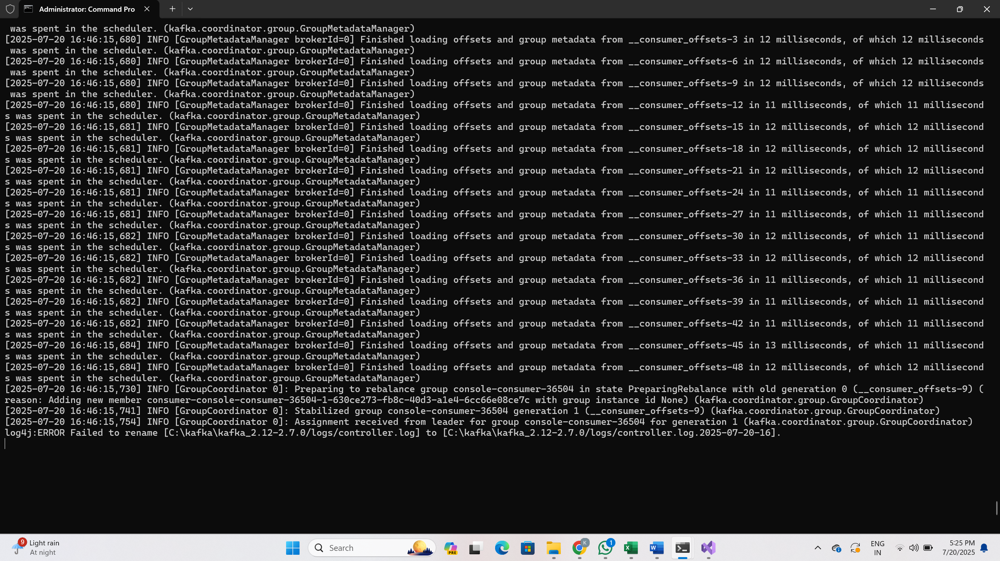 Administrator: Command Pro
 was spent in the scheduler. (kafka.coordinator.group.GroupMetadataManager)
[2025-07-20 16:46:15,680] INFO [GroupMetadataManager brokerId=0] Finished loading offsets and group metadata from __consumer_offsets-3 in 12 milliseconds, of which 12 milliseconds
 was spent in the scheduler. (kafka.coordinator.group.GroupMetadataManager)
[2025-07-20 16:46:15,680] INFO [GroupMetadataManager brokerId=0] Finished loading offsets and group metadata from __consumer_offsets-6 in 12 milliseconds, of which 12 milliseconds
 was spent in the scheduler. (kafka.coordinator.group.GroupMetadataManager)
[2025-07-20 16:46:15,680] INFO [GroupMetadataManager brokerId=0] Finished loading offsets and group metadata from __consumer_offsets-9 in 12 milliseconds, of which 12 milliseconds
 was spent in the scheduler. (kafka.coordinator.group.GroupMetadataManager)
[2025-07-20 16:46:15,680] INFO [GroupMetadataManager brokerId=0] Finished loading offsets and group metadata from __consumer_offsets-12 in 11 milliseconds, of which 11 millisecond
s was spent in the scheduler. (kafka.coordinator.group.GroupMetadataManager)
[2025-07-20 16:46:15,681] INFO [GroupMetadataManager brokerId=0] Finished loading offsets and group metadata from __consumer_offsets-15 in 12 milliseconds, of which 12 millisecond
s was spent in the scheduler. (kafka.coordinator.group.GroupMetadataManager)
[2025-07-20 16:46:15,681] INFO [GroupMetadataManager brokerId=0] Finished loading offsets and group metadata from __consumer_offsets-18 in 12 milliseconds, of which 12 millisecond
s was spent in the scheduler. (kafka.coordinator.group.GroupMetadataManager)
[2025-07-20 16:46:15,681] INFO [GroupMetadataManager brokerId=0] Finished loading offsets and group metadata from __consumer_offsets-21 in 12 milliseconds, of which 12 millisecond
s was spent in the scheduler. (kafka.coordinator.group.GroupMetadataManager)
[2025-07-20 16:46:15,681] INFO [GroupMetadataManager brokerId=0] Finished loading offsets and group metadata from __consumer_offsets-24 in 11 milliseconds, of which 11 millisecond
s was spent in the scheduler. (kafka.coordinator.group.GroupMetadataManager)
[2025-07-20 16:46:15,681] INFO [GroupMetadataManager brokerId=0] Finished loading offsets and group metadata from __consumer_offsets-27 in 11 milliseconds, of which 11 millisecond
s was spent in the scheduler. (kafka.coordinator.group.GroupMetadataManager)
[2025-07-20 16:46:15,682] INFO [GroupMetadataManager brokerId=0] Finished loading offsets and group metadata from __consumer_offsets-30 in 12 milliseconds, of which 11 millisecond
s was spent in the scheduler. (kafka.coordinator.group.GroupMetadataManager)
[2025-07-20 16:46:15,682] INFO [GroupMetadataManager brokerId=0] Finished loading offsets and group metadata from __consumer_offsets-33 in 12 milliseconds, of which 12 millisecond
s was spent in the scheduler. (kafka.coordinator.group.GroupMetadataManager)
[2025-07-20 16:46:15,682] INFO [GroupMetadataManager brokerId=0] Finished loading offsets and group metadata from __consumer_offsets-36 in 11 milliseconds, of which 11 millisecond
s was spent in the scheduler. (kafka.coordinator.group.GroupMetadataManager)
[2025-07-20 16:46:15,682] INFO [GroupMetadataManager brokerId=0] Finished loading offsets and group metadata from __consumer_offsets-39 in 11 milliseconds, of which 11 millisecond
s was spent in the scheduler. (kafka.coordinator.group.GroupMetadataManager)
[2025-07-20 16:46:15,682] INFO [GroupMetadataManager brokerId=0] Finished loading offsets and group metadata from __consumer_offsets-42 in 11 milliseconds, of which 11 millisecond
s was spent in the scheduler. (kafka.coordinator.group.GroupMetadataManager)
[2025-07-20 16:46:15,684] INFO [GroupMetadataManager brokerId=0] Finished loading offsets and group metadata from __consumer_offsets-45 in 13 milliseconds, of which 11 millisecond
s was spent in the scheduler. (kafka.coordinator.group.GroupMetadataManager)
[2025-07-20 16:46:15,684] INFO [GroupMetadataManager brokerId=0] Finished loading offsets and group metadata from __consumer_offsets-48 in 12 milliseconds, of which 12 millisecond
s was spent in the scheduler. (kafka.coordinator.group.GroupMetadataManager)
[2025-07-20 16:46:15,730] INFO [GroupCoordinator 0]: Preparing to rebalance group console-consumer-36504 in state PreparingRebalance with old generation 0 (__consumer_offsets-9) (
reason: Adding new member consumer-console-consumer-36504-1-630ce273-fb8c-40d3-a1e4-6cc66e08ce7c with group instance id None) (kafka.coordinator.group.GroupCoordinator)
[2025-07-20 16:46:15,741] INFO [GroupCoordinator 0]: Stabilized group console-consumer-36504 generation 1 (__consumer_offsets-9) (kafka.coordinator.group.GroupCoordinator)
[2025-07-20 16:46:15,754] INFO [GroupCoordinator 0]: Assignment received from leader for group console-consumer-36504 for generation 1 (kafka.coordinator.group.GroupCoordinator)
log4j:ERROR Failed to rename [C:\kafka\kafka_2.12-2.7.0/logs/controller.log] to [C:\kafka\kafka_2.12-2.7.0/logs/controller.log.2025-07-20-16].
9
Light rain
At night
Search
PRE
K
1
ENG
IN
5:25 PM
7/20/2025